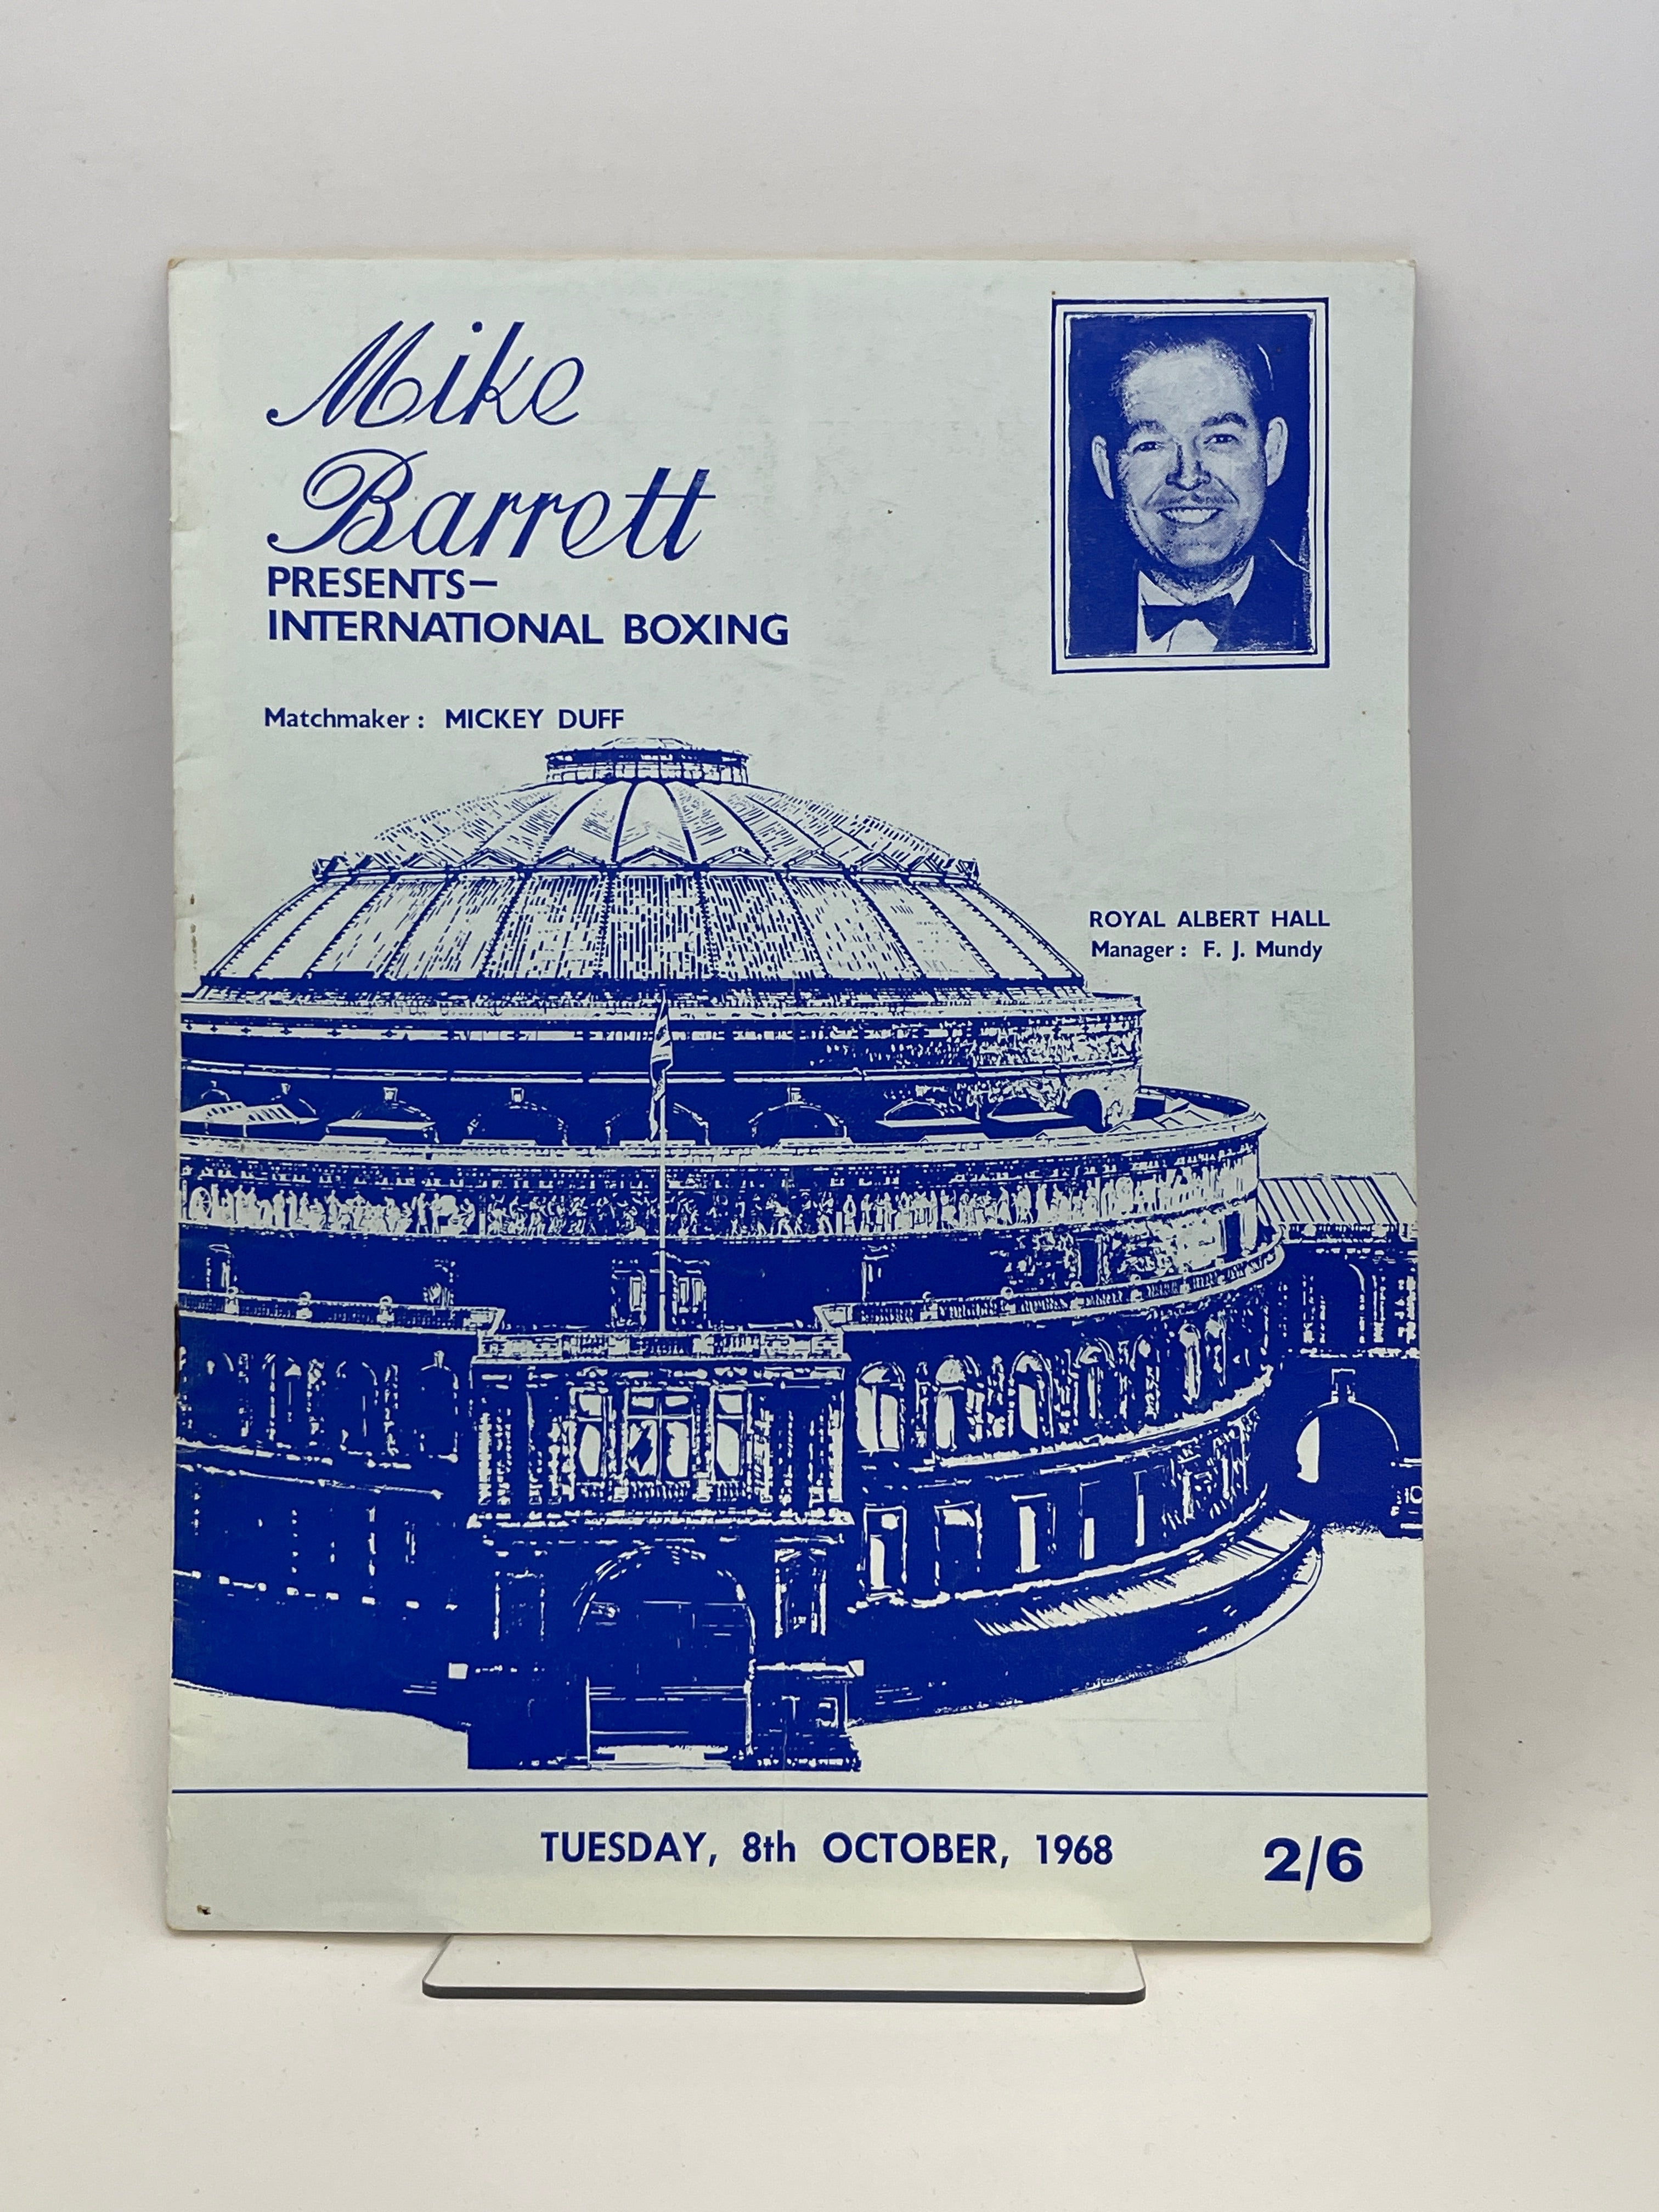 Mike
Barrett
PRESENTS–
INTERNATIONAL BOXING
Matchmaker: MICKEY DUFF
ROYAL ALBERT HALL
Manager: F. J. Mundy
TUESDAY, 8th OCTOBER, 1968
2/6